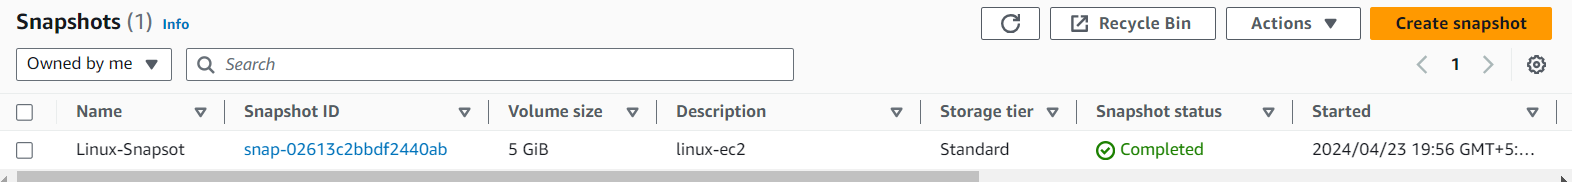 Snapshots (1) Info
Recycle Bin
Actions
Create snapshot
Owned by me
Search
1
Name Snapshot ID Volume size Description Storage tier Snapshot status Started
Linux-Snapsot snap-02613c2bbdf2440ab 5 GiB linux-ec2 Standard Completed 2024/04/23 19:56 GMT+5:...